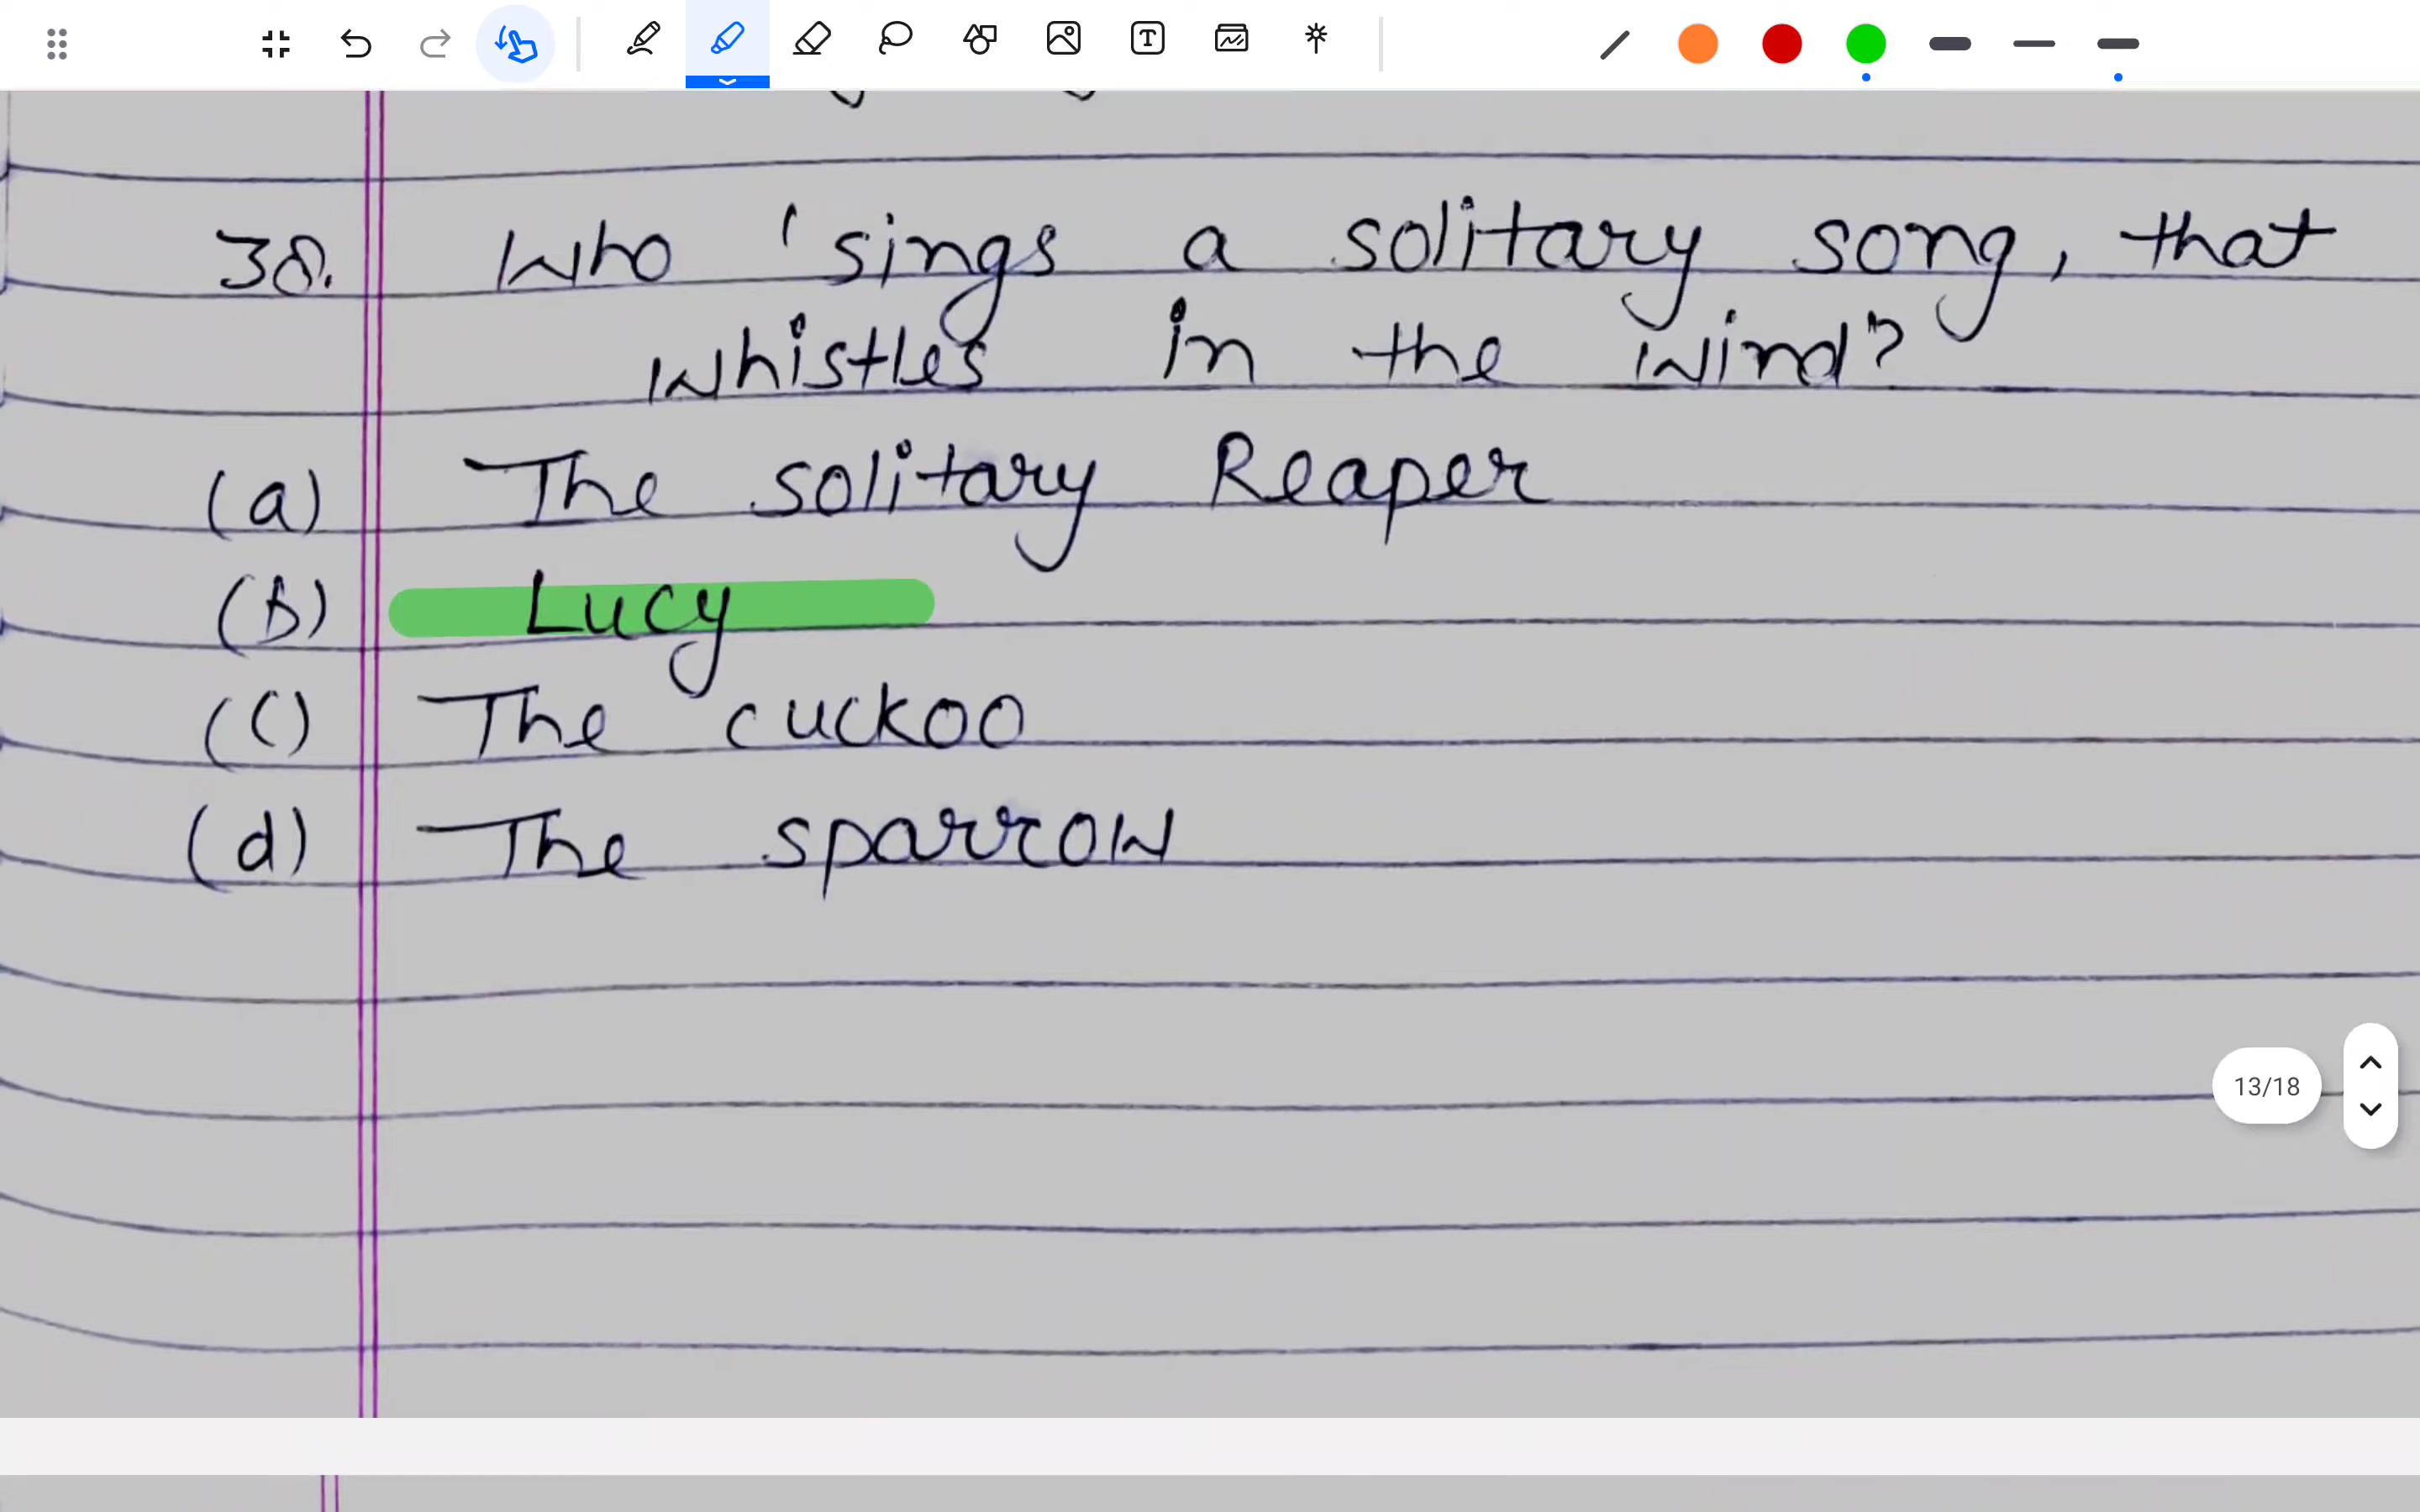 38. Who 'sings a solitary song, that
whistles in the wind?
(a) The solitary Reaper
(b) Lucy
(c) The cuckoo
(d) The sparrow
13/18